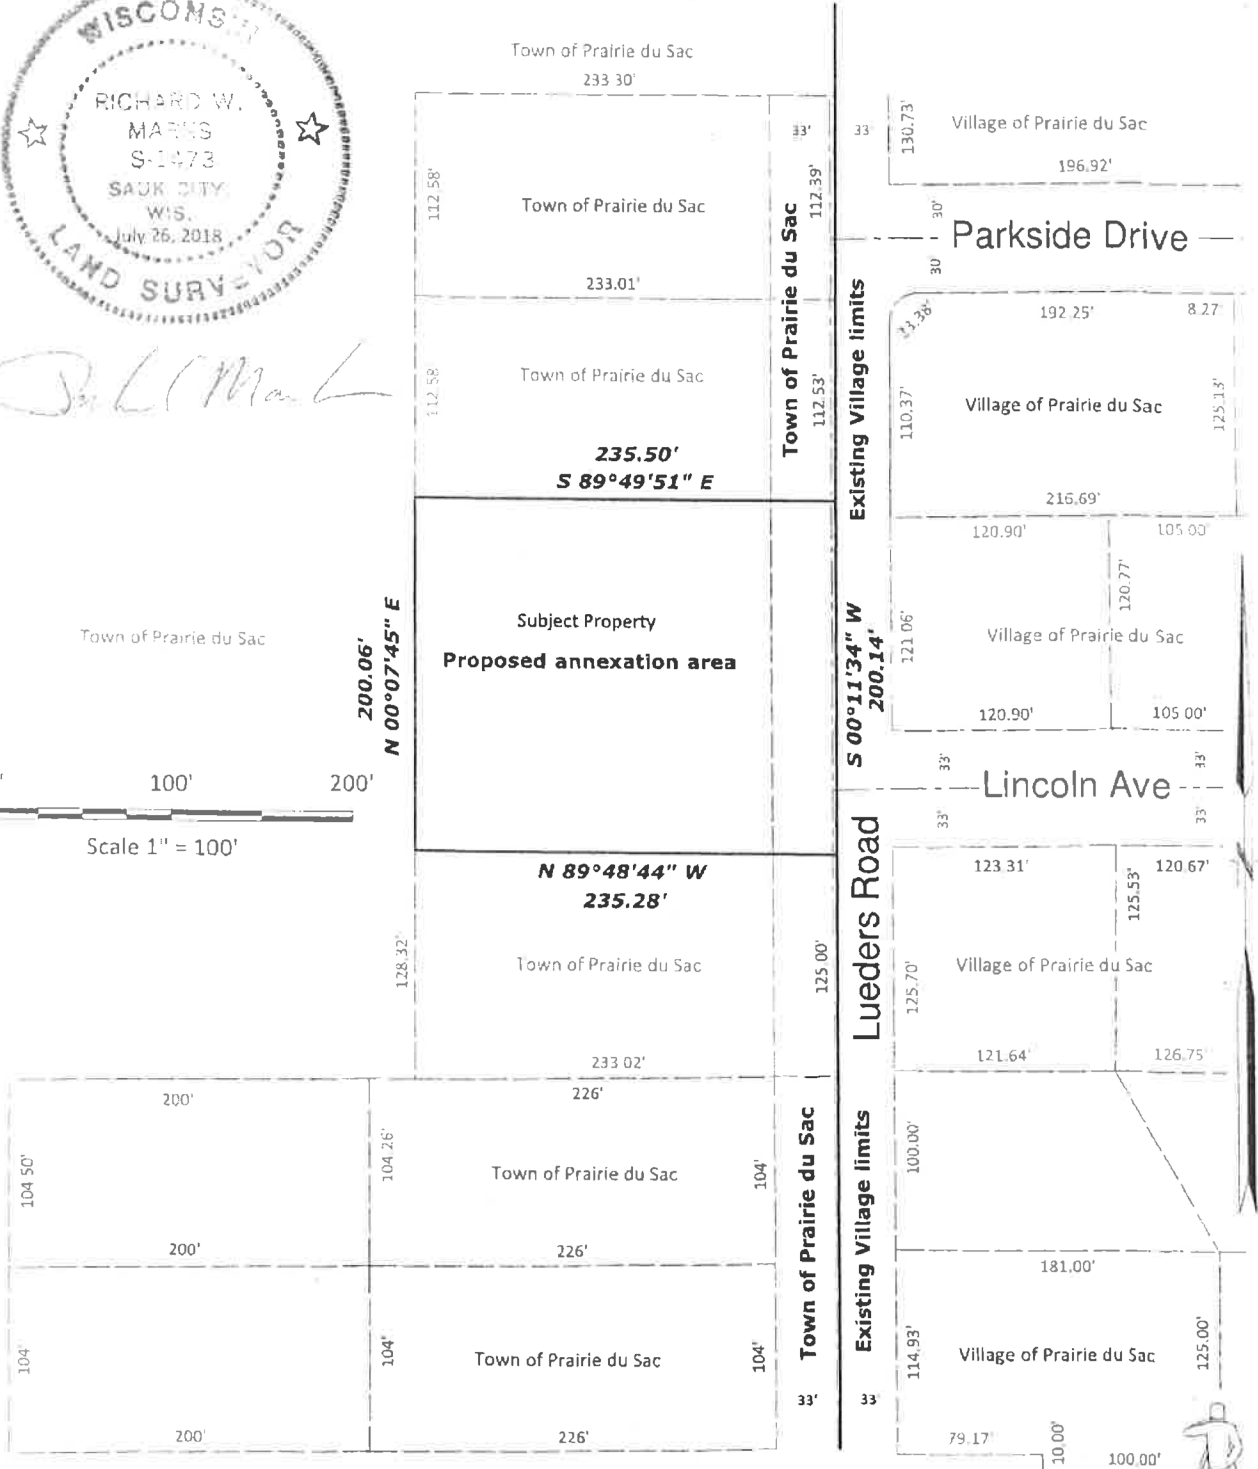 WISCONSIN
RICHARD W.
MARKS
S-1473
SAUK CITY,
WIS.
July 26, 2018
LAND SURVEYOR
Town of Prairie du Sac
233 30'
33'
33'
112.58'
112.39'
Town of Prairie du Sac
233.01'
130.73'
Village of Prairie du Sac
196.92'
30'
Parkside Drive
30'
Town of Prairie du Sac
Existing Village limits
112.58
Town of Prairie du Sac
112.53'
235.50'
S 89°49'51" E
192.25'
8.27'
110.37'
Village of Prairie du Sac
125.13'
216.69'
120.90'
105 00'
120.77'
121 06'
Village of Prairie du Sac
120.90'
105 00'
Town of Prairie du Sac
200.06'
N 00°07'45" E
Subject Property
Proposed annexation area
S 00°11'34" W
200.14'
33'
33'
Lincoln Ave
33'
33'
100'
200'
Scale 1" = 100'
N 89°48'44" W
235.28'
Lueders Road
123.31'
120.67'
125.53'
128.32'
Town of Prairie du Sac
125.00'
125.70'
Village of Prairie du Sac
233 02'
121.64'
126.75'
200'
226'
104 50'
104.26'
Town of Prairie du Sac
104'
Town of Prairie du Sac
Existing Village limits
100.00'
200'
226'
181.00'
104'
104'
Town of Prairie du Sac
104'
114.93'
Village of Prairie du Sac
125.00'
33'
33'
200'
226'
79.17'
10.00'
100.00'